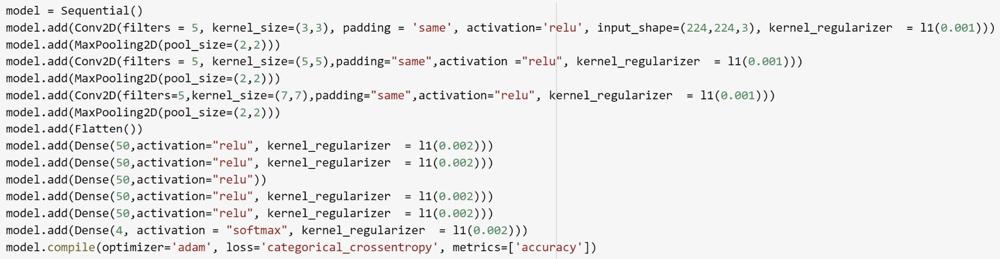 model = Sequential()
model.add(Conv2D(filters = 5, kernel_size=(3,3), padding = 'same', activation='relu', input_shape=(224,224,3), kernel_regularizer  = l1(0.001)))
model.add(MaxPooling2D(pool_size=(2,2)))
model.add(Conv2D(filters = 5, kernel_size=(5,5),padding="same",activation ="relu", kernel_regularizer  = l1(0.001)))
model.add(MaxPooling2D(pool_size=(2,2)))
model.add(Conv2D(filters=5,kernel_size=(7,7),padding="same",activation="relu", kernel_regularizer  = l1(0.001)))
model.add(MaxPooling2D(pool_size=(2,2)))
model.add(Flatten())
model.add(Dense(50,activation="relu", kernel_regularizer  = l1(0.002)))
model.add(Dense(50,activation="relu", kernel_regularizer  = l1(0.002)))
model.add(Dense(50,activation="relu"))
model.add(Dense(50,activation="relu", kernel_regularizer  = l1(0.002)))
model.add(Dense(50,activation="relu", kernel_regularizer  = l1(0.002)))
model.add(Dense(4, activation = "softmax", kernel_regularizer  = l1(0.002)))
model.compile(optimizer='adam', loss='categorical_crossentropy', metrics=['accuracy'])